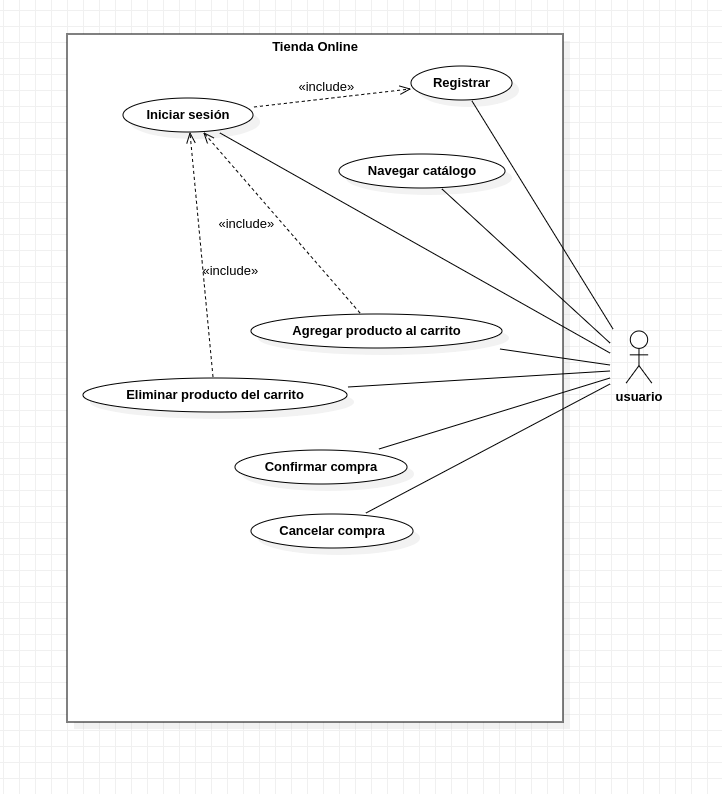 Tienda Online
«include»
Registrar
Iniciar sesión
Navegar catálogo
«include»
«include»
Agregar producto al carrito
Eliminar producto del carrito
usuario
Confirmar compra
Cancelar compra